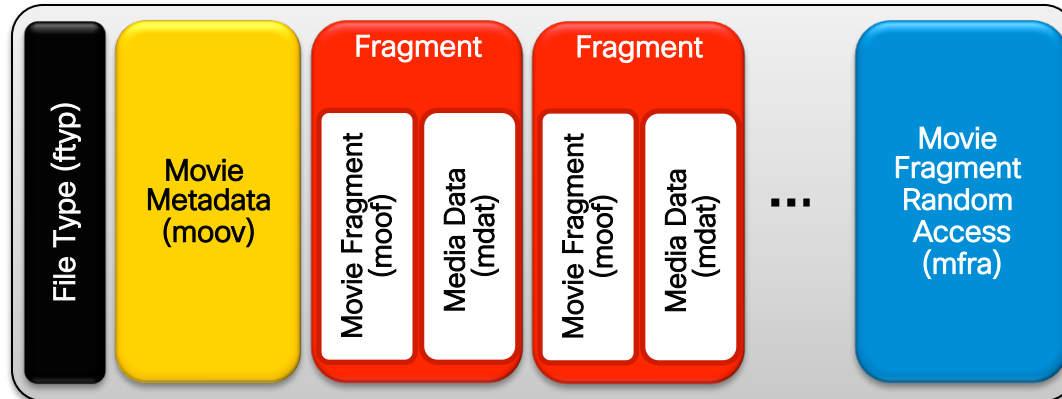 File Type (ftyp)
Movie
Metadata
(moov)
Fragment
Movie Fragment
(moof)
Media Data
(mdat)
Fragment
Movie Fragment
(moof)
Media Data
(mdat)
...
Movie
Fragment
Random
Access
(mfra)